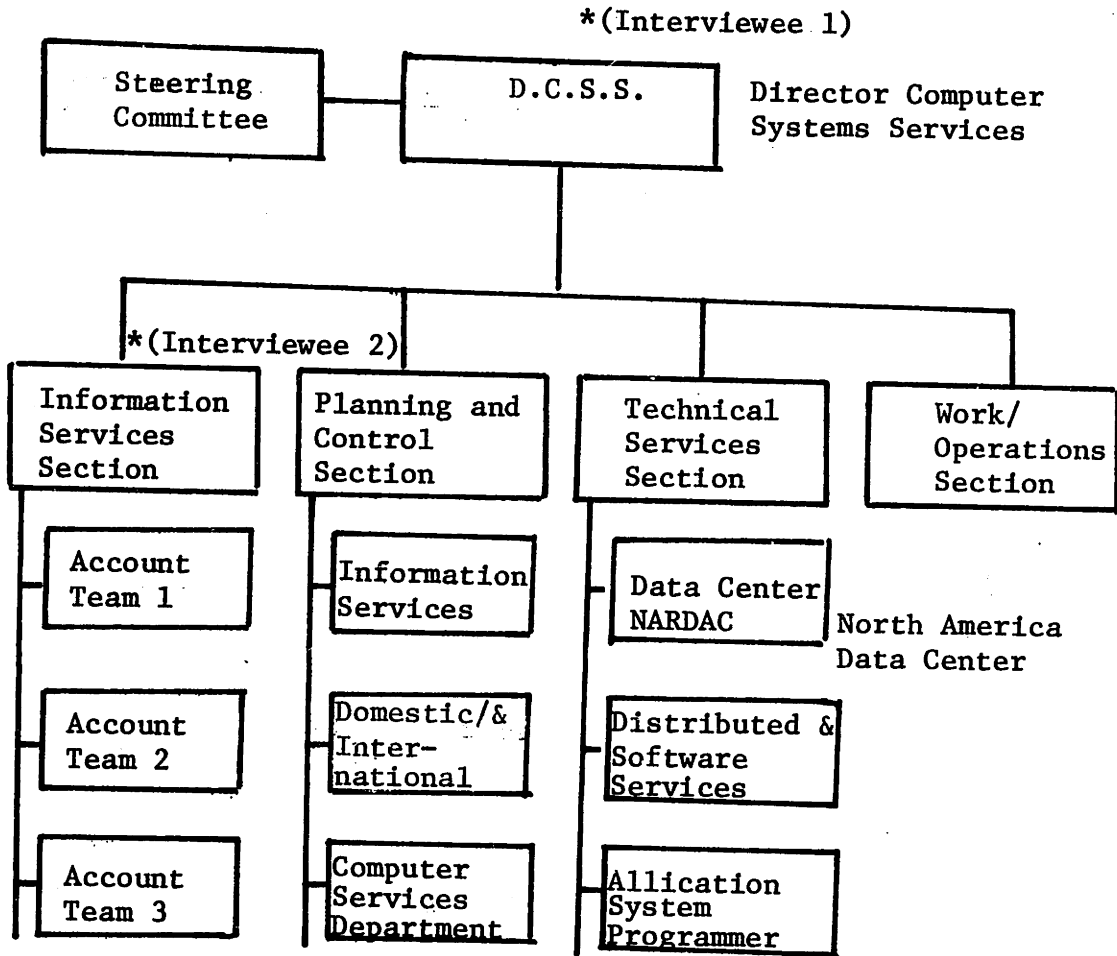 *(Interviewee 1)
Steering
Committee
D.C.S.S.
Director Computer
Systems Services
*(Interviewee 2)
Information
Services
Section
Planning and
Control
Section
Technical
Services
Section
Work/
Operations
Section
Account
Team 1
Information
Services
Data Center
NARDAC
North America
Data Center
Account
Team 2
Domestic/&
Inter-
national
Distributed &
Software
Services
Account
Team 3
Computer
Services
Department
Allication
System
Programmer